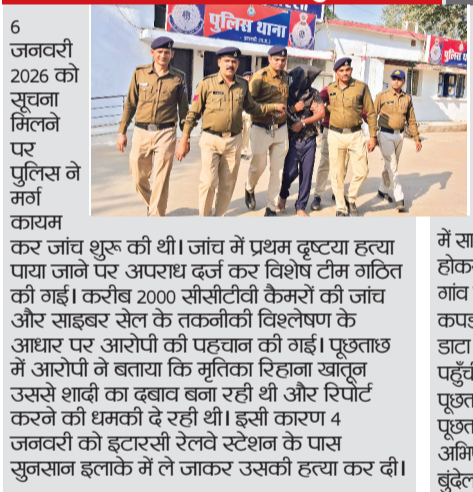 पुलिस थाना
6
जनवरी
2026 को
सूचना
मिलने
पर
पुलिस ने
मर्ग
कायम
कर जांच शुरू की थी। जांच में प्रथम दृष्टया हत्या
पाया जाने पर अपराध दर्ज कर विशेष टीम गठित
की गई। करीब 2000 सीसीटीवी कैमरों की जांच
और साइबर सेल के तकनीकी विश्लेषण के
आधार पर आरोपी की पहचान की गई। पूछताछ
में आरोपी ने बताया कि मृतिका रिहाना खातून
उससे शादी का दबाव बना रही थी और रिपोर्ट
करने की धमकी दे रही थी। इसी कारण 4
जनवरी को इटारसी रेलवे स्टेशन के पास
सुनसान इलाके में ले जाकर उसकी हत्या कर दी।
में सा
होक
गांव
कपड़
डाटा
पहुँची
पूछत
पूछत
अभि
बुंदेल